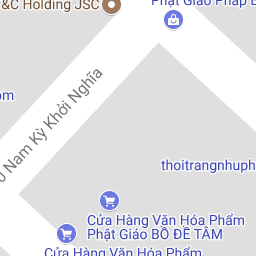 &C Holding JSC
Phật Giáo Pháp
om
Nam Kỳ Khởi Nghĩa
thoitrangnhuph
Cửa Hàng Văn Hóa Phẩm
Phật Giáo BỒ ĐỀ TÂM
Cửa Hàng Văn Hóa Phẩm